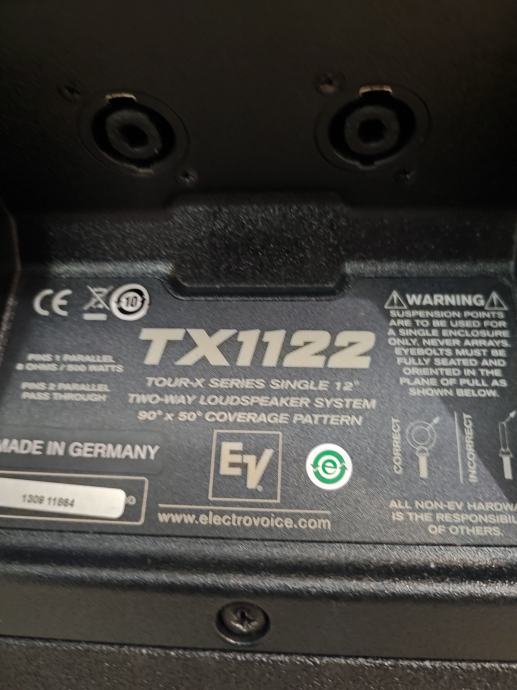 CE
10
TX1122
PINS 1 PARALLEL
8 OHMS / 500 WATTS
PINS 2 PARALLEL
PASS THROUGH
TOUR-X SERIES SINGLE 12"
TWO-WAY LOUDSPEAKER SYSTEM
90° x 50° COVERAGE PATTERN
MADE IN GERMANY
EV
e
www.electrovoice.com
WARNING
SUSPENSION POINTS
ARE TO BE USED FOR
A SINGLE ENCLOSURE
ONLY, NEVER ARRAYS.
EYEBOLTS MUST BE
FULLY SEATED AND
ORIENTED IN THE
PLANE OF PULL AS
SHOWN BELOW.
CORRECT
INCORRECT
ALL NON-EV HARDWA
IS THE RESPONSIBIL
OF OTHERS.